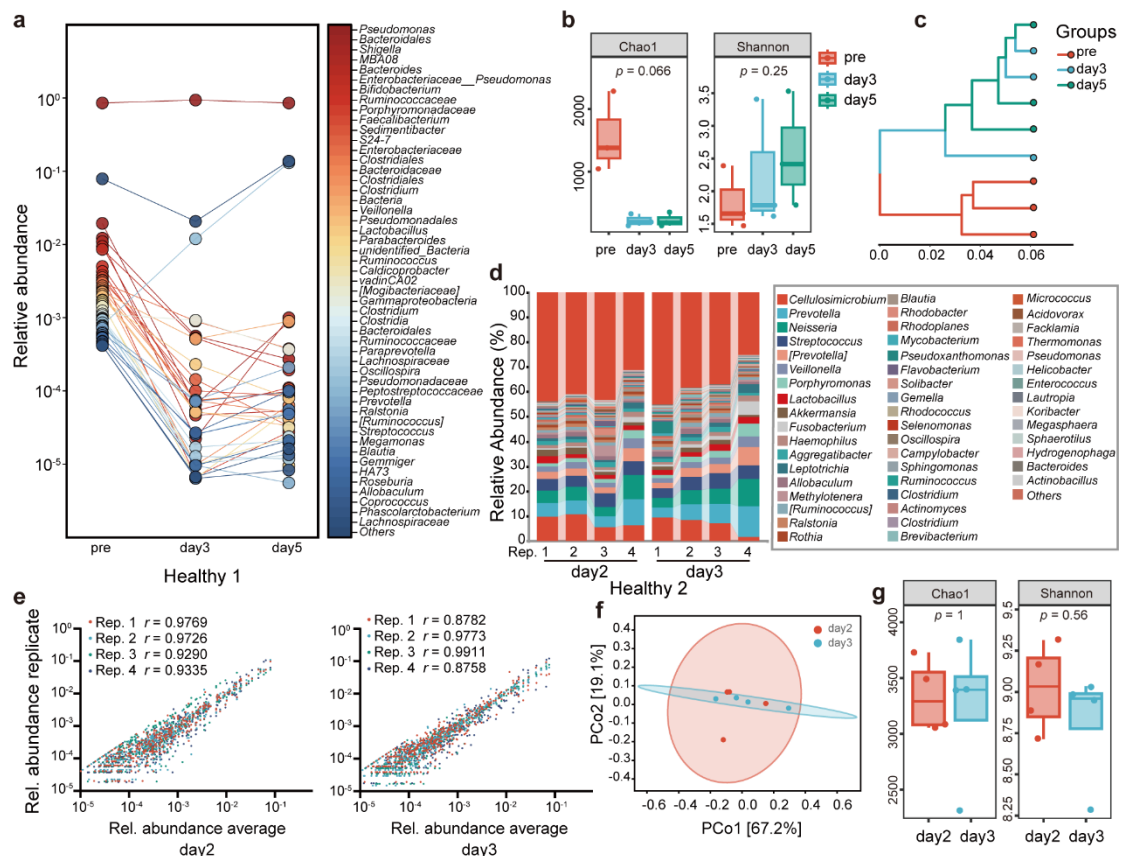 a
10⁰
10⁻¹
10⁻²
10⁻³
10⁻⁴
10⁻⁵
Relative abundance
pre day3 day5
Healthy 1
Pseudomonas
Bacteroidales
Shigella
MBA08
Bacteroides
Enterobacteriaceae__Pseudomonas
Bifidobacterium
Ruminococcaceae
Porphyromonadaceae
Faecalibacterium
Sedimentibacter
S24-7
Enterobacteriaceae
Clostridiales
Bacteroidaceae
Clostridiales
Clostridium
Bacteria
Veillonella
Pseudomonadales
Lactobacillus
Parabacteroides
unidentified_Bacteria
Ruminococcus
Caldicoprobacter
vadinCA02
[Mogibacteriaceae]
Gammaproteobacteria
Clostridium
Clostridia
Bacteroidales
Ruminococcaceae
Paraprevotella
Lachnospiraceae
Oscillospira
Pseudomonadaceae
Peptostreptococcaceae
Prevotella
Ralstonia
[Ruminococcus]
Streptococcus
Megamonas
Blautia
Gemmiger
HA73
Roseburia
Allobaculum
Coprococcus
Phascolarctobacterium
Lachnospiraceae
Others
b
Chao1
p = 0.066
2000
1000
pre day3 day5
Shannon
p = 0.25
3.5
3.0
2.5
2.0
1.5
pre day3 day5
pre
day3
day5
c
Groups
pre
day3
day5
0.0 0.02 0.04 0.06
d
Relative Abundance (%)
100
90
80
70
60
50
40
30
20
10
0
Rep. 1 2 3 4 1 2 3 4
day2 day3
Healthy 2
Cellulosimicrobium
Prevotella
Neisseria
Streptococcus
[Prevotella]
Veillonella
Porphyromonas
Lactobacillus
Akkermansia
Fusobacterium
Haemophilus
Aggregatibacter
Leptotrichia
Allobaculum
Methylotenera
[Ruminococcus]
Ralstonia
Rothia
Blautia
Rhodobacter
Rhodoplanes
Mycobacterium
Pseudoxanthomonas
Flavobacterium
Solibacter
Gemella
Rhodococcus
Selenomonas
Oscillospira
Campylobacter
Sphingomonas
Ruminococcus
Clostridium
Actinomyces
Clostridium
Brevibacterium
Micrococcus
Acidovorax
Facklamia
Thermomonas
Pseudomonas
Helicobacter
Enterococcus
Lautropia
Koribacter
Megasphaera
Sphaerotilus
Hydrogenophaga
Bacteroides
Actinobacillus
Others
e
Rel. abundance replicate
Rep. 1 r = 0.9769
Rep. 2 r = 0.9726
Rep. 3 r = 0.9290
Rep. 4 r = 0.9335
10⁰
10⁻¹
10⁻²
10⁻³
10⁻⁴
10⁻⁵
10⁻⁵ 10⁻³ 10⁻¹
Rel. abundance average
day2
Rep. 1 r = 0.8782
Rep. 2 r = 0.9773
Rep. 3 r = 0.9911
Rep. 4 r = 0.8758
10⁰
10⁻¹
10⁻²
10⁻³
10⁻⁴
10⁻⁵
10⁻⁵ 10⁻³ 10⁻¹
Rel. abundance average
day3
f
day2
day3
PCo2 [19.1%]
0.4
0.3
0.2
0.1
0.0
-0.1
-0.2
-0.3
-0.4
-0.6 -0.4 -0.2 0.0 0.2 0.4 0.6
PCo1 [67.2%]
g
Chao1
p = 1
4000
3500
3000
2500
day2 day3
Shannon
p = 0.56
9.5
9.25
9.0
8.75
8.5
8.25
day2 day3